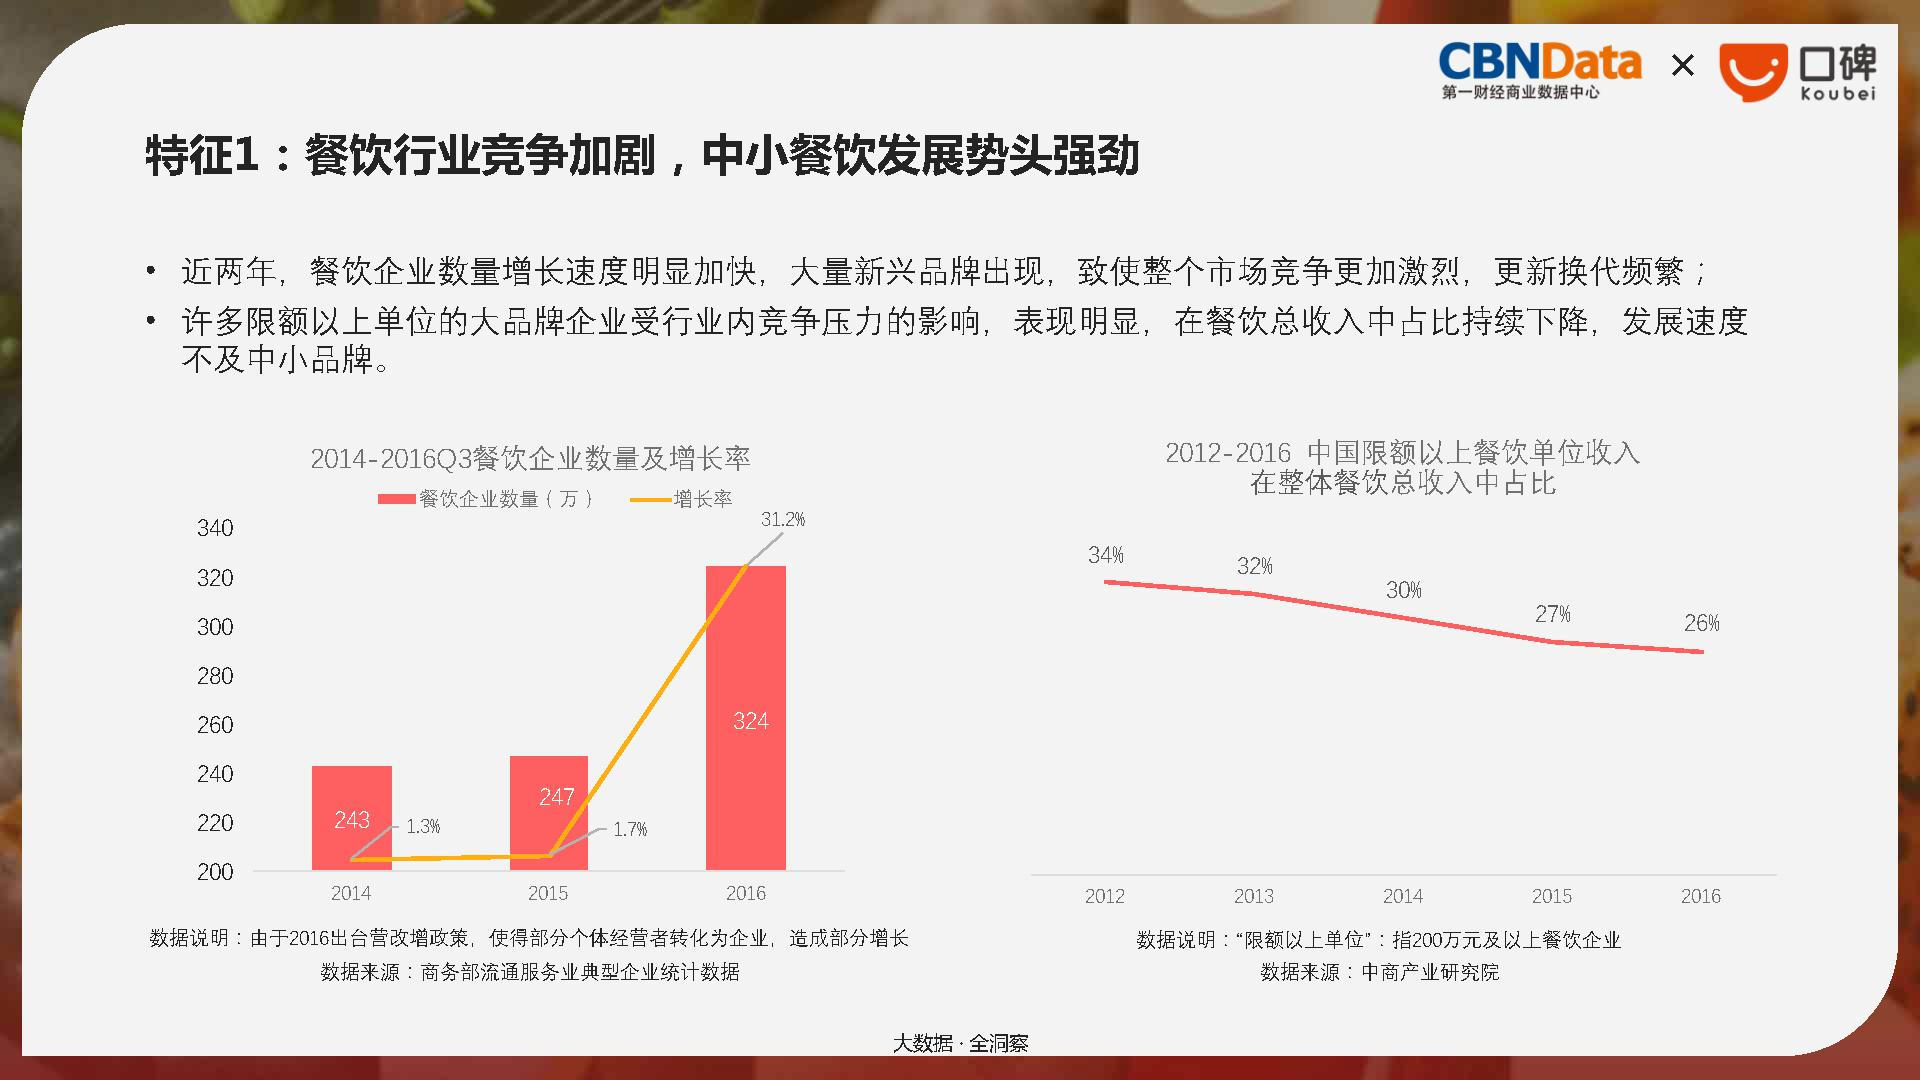 CBNData
第一财经商业数据中心
×
口碑
Koubei
特征1：餐饮行业竞争加剧，中小餐饮发展势头强劲
• 近两年，餐饮企业数量增长速度明显加快，大量新兴品牌出现，致使整个市场竞争更加激烈，更新换代频繁；
• 许多限额以上单位的大品牌企业受行业内竞争压力的影响，表现明显，在餐饮总收入中占比持续下降，发展速度
不及中小品牌。
2014-2016Q3餐饮企业数量及增长率
餐饮企业数量（万） 增长率
340
320
300
280
260
240
220
200
243
247
324
1.3%
1.7%
31.2%
2014 2015 2016
数据说明：由于2016出台营改增政策，使得部分个体经营者转化为企业，造成部分增长
数据来源：商务部流通服务业典型企业统计数据
2012-2016 中国限额以上餐饮单位收入
在整体餐饮总收入中占比
34%
32%
30%
27%
26%
2012 2013 2014 2015 2016
数据说明：“限额以上单位”：指200万元及以上餐饮企业
数据来源：中商产业研究院
大数据·全洞察